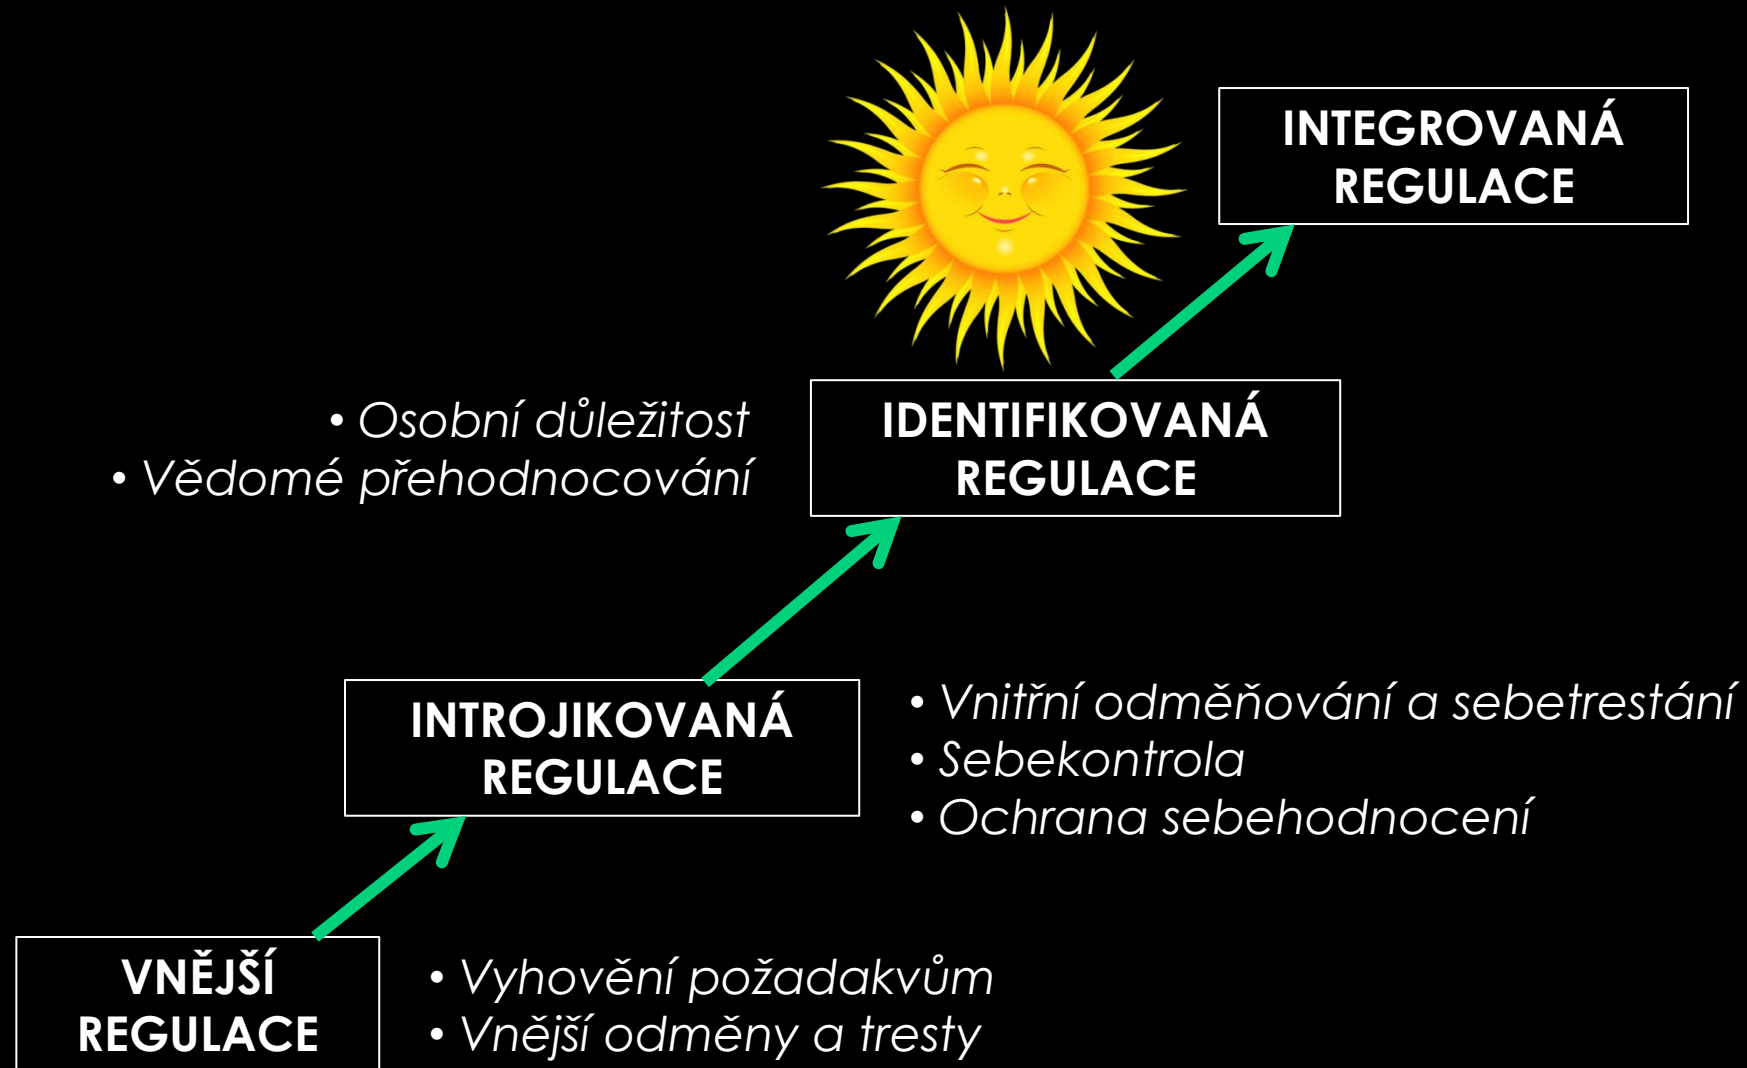 INTEGROVANÁ
REGULACE
• Osobní důležitost
• Vědomé přehodnocování
IDENTIFIKOVANÁ
REGULACE
INTROJIKOVANÁ
REGULACE
• Vnitřní odměňování a sebetrestání
• Sebekontrola
• Ochrana sebehodnocení
VNĚJŠÍ
REGULACE
• Vyhovění požadakvům
• Vnější odměny a tresty